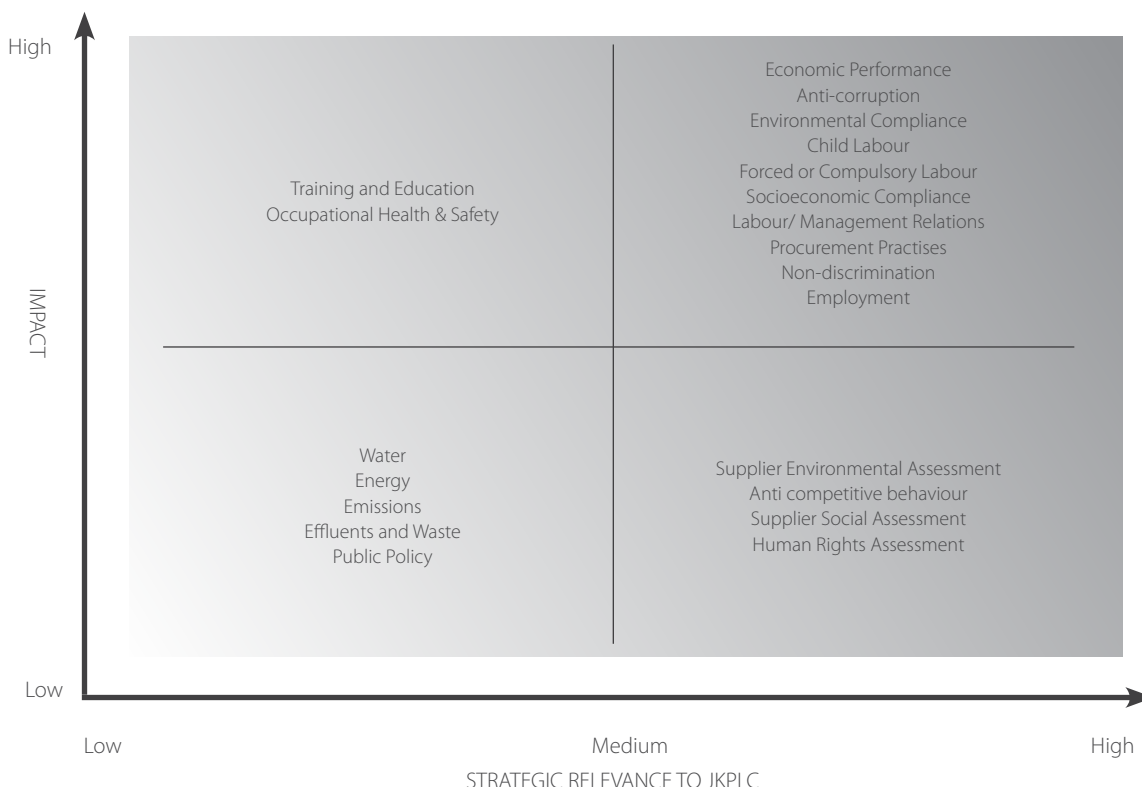 High
Economic Performance
Anti-corruption
Environmental Compliance
Child Labour
Forced or Compulsory Labour
Socioeconomic Compliance
Labour/ Management Relations
Procurement Practises
Non-discrimination
Employment
Training and Education
Occupational Health & Safety
IMPACT
Water
Energy
Emissions
Effluents and Waste
Public Policy
Supplier Environmental Assessment
Anti competitive behaviour
Supplier Social Assessment
Human Rights Assessment
Low
Low
Medium
High
STRATEGIC RELEVANCE TO JKPLC